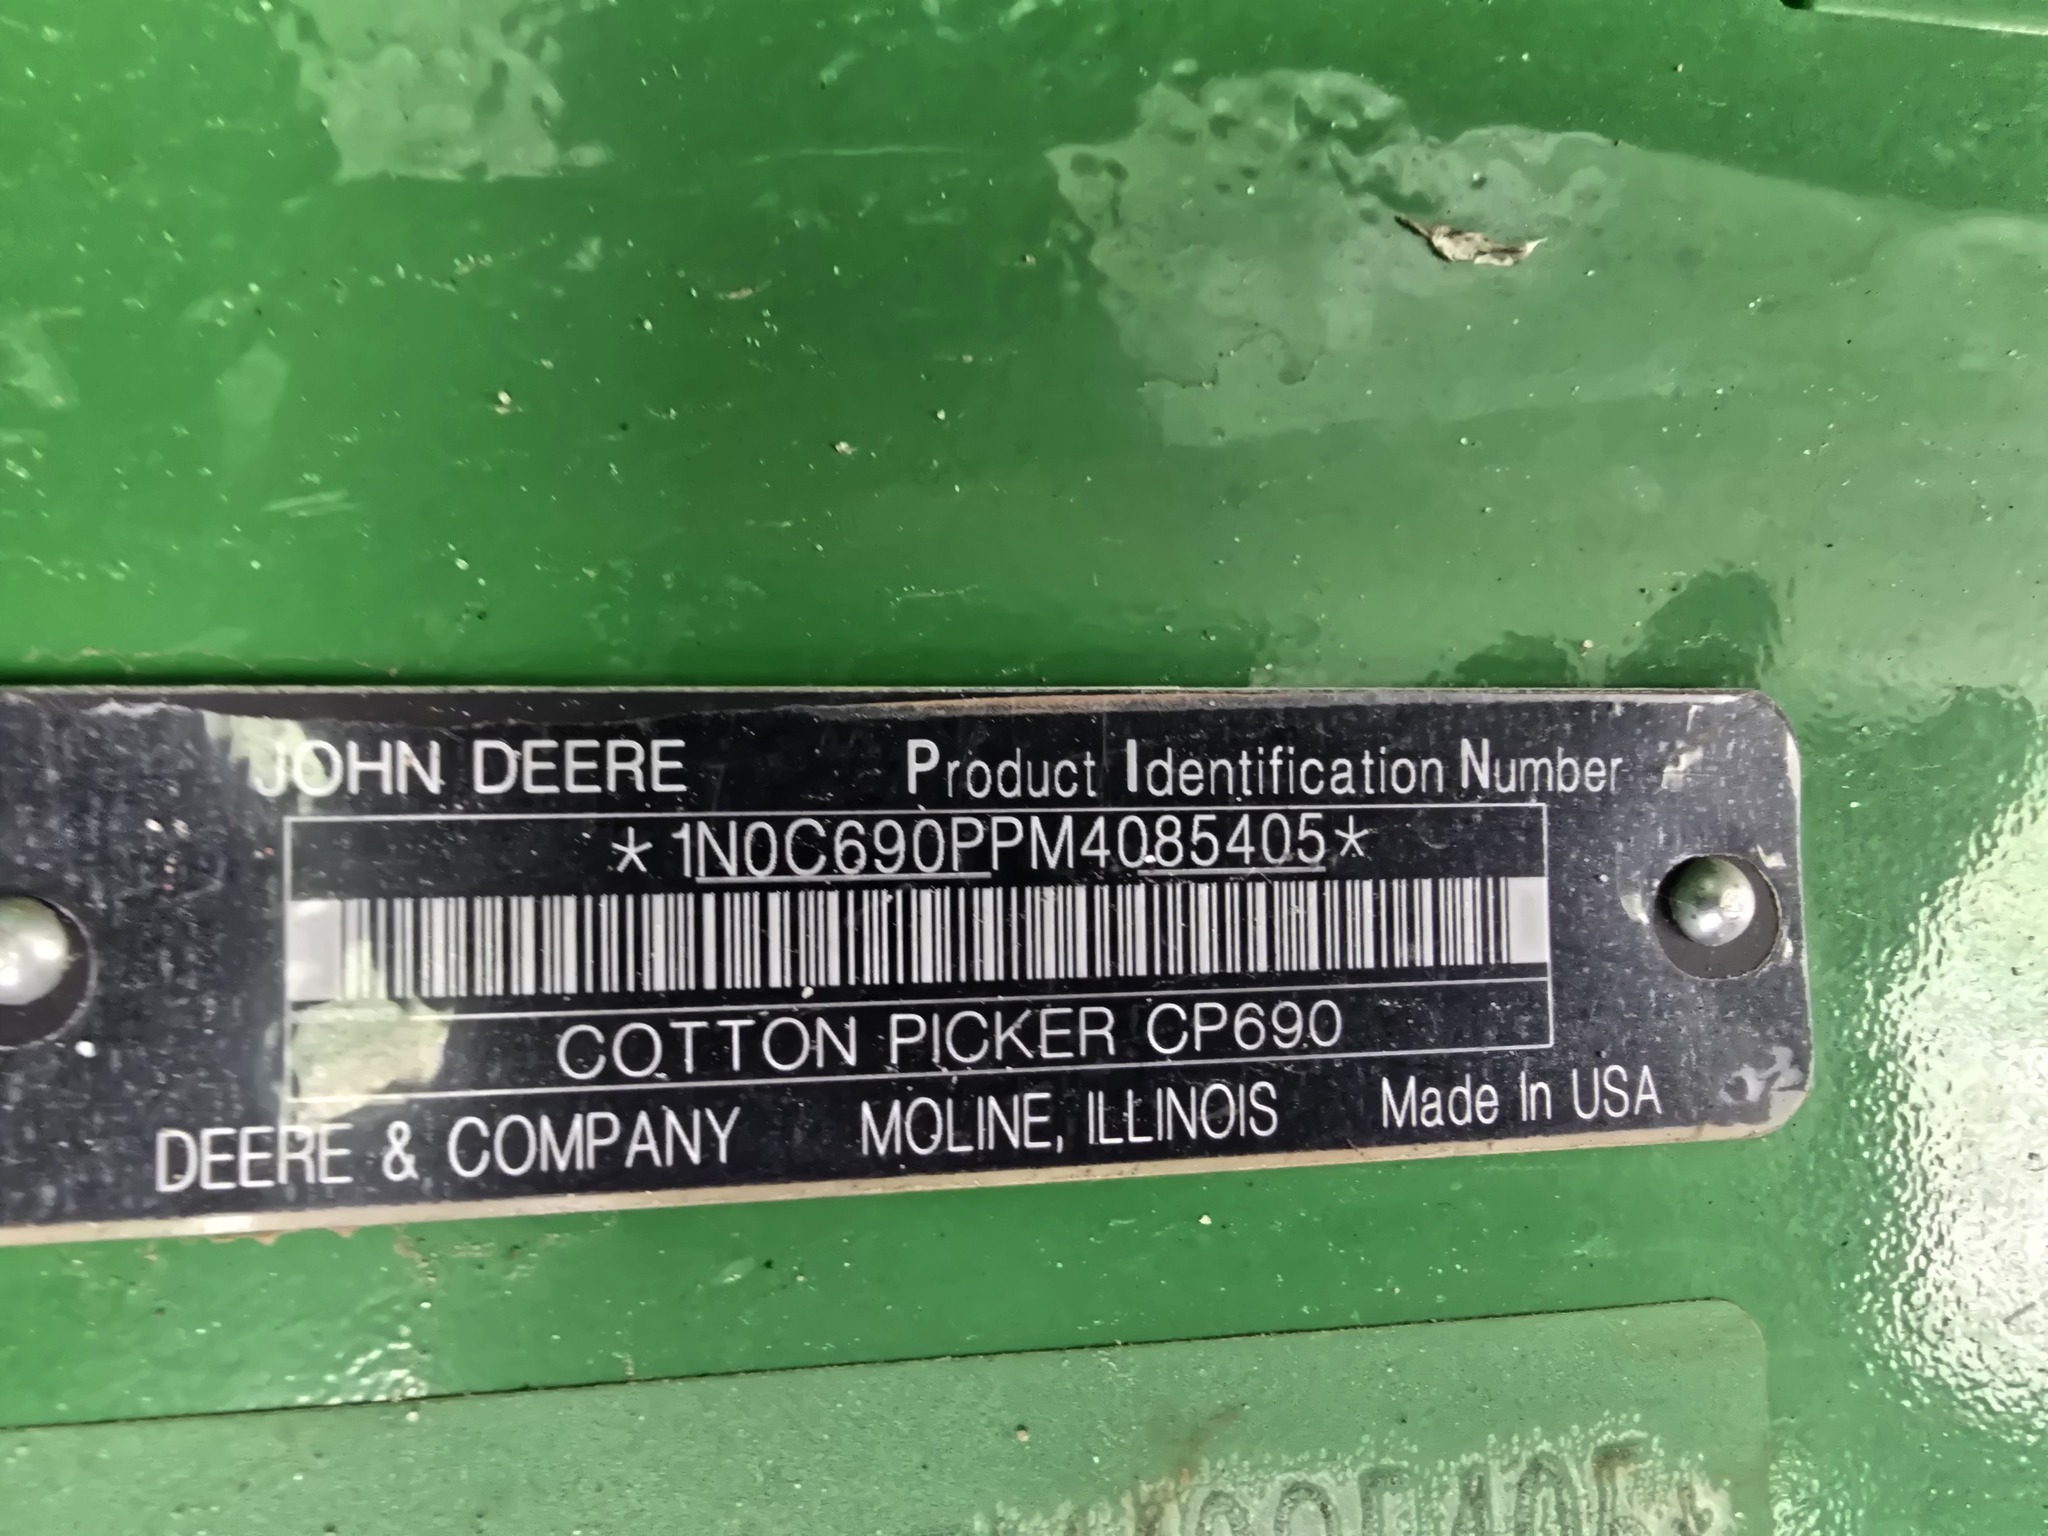 JOHN DEERE Product Identification Number
*1N0C690PPM4085405*
COTTON PICKER CP690
DEERE & COMPANY MOLINE, ILLINOIS Made In USA